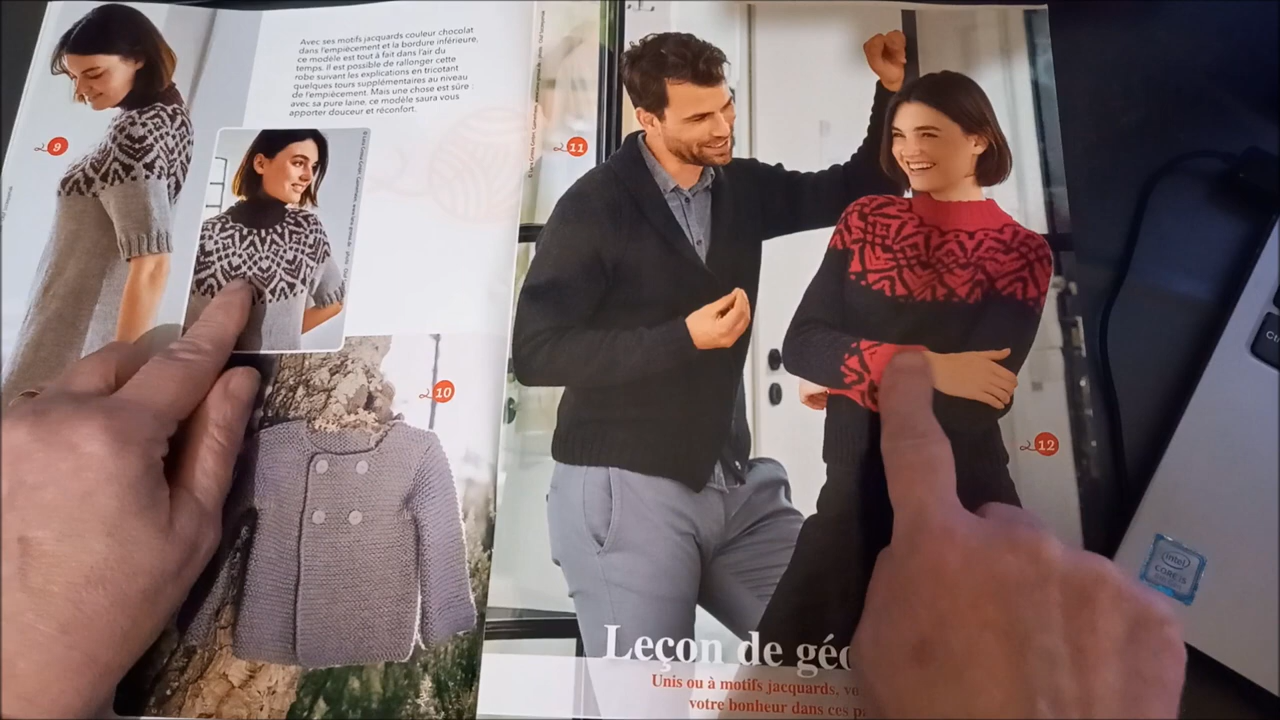 Avec ses motifs jacquards couleur chocolat
dans l'empiècement et la bordure inférieure,
ce modèle est tout à fait dans l'air du
temps. Il est possible de rallonger cette
robe suivant les explications en tricotant
quelques tours supplémentaires au niveau
de l'empiècement. Mais une chose est sûre :
avec sa pure laine, ce modèle saura vous
apporter douceur et réconfort.
9
10
11
12
Leçon de géo
Unis ou à motifs jacquards, vo
votre bonheur dans ces pa
intel
CORE i5
Ctrl